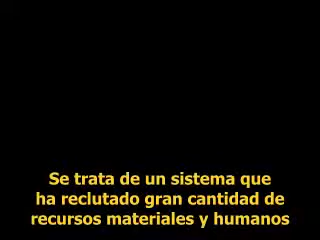 Se trata de un sistema que
ha reclutado gran cantidad de
recursos materiales y humanos